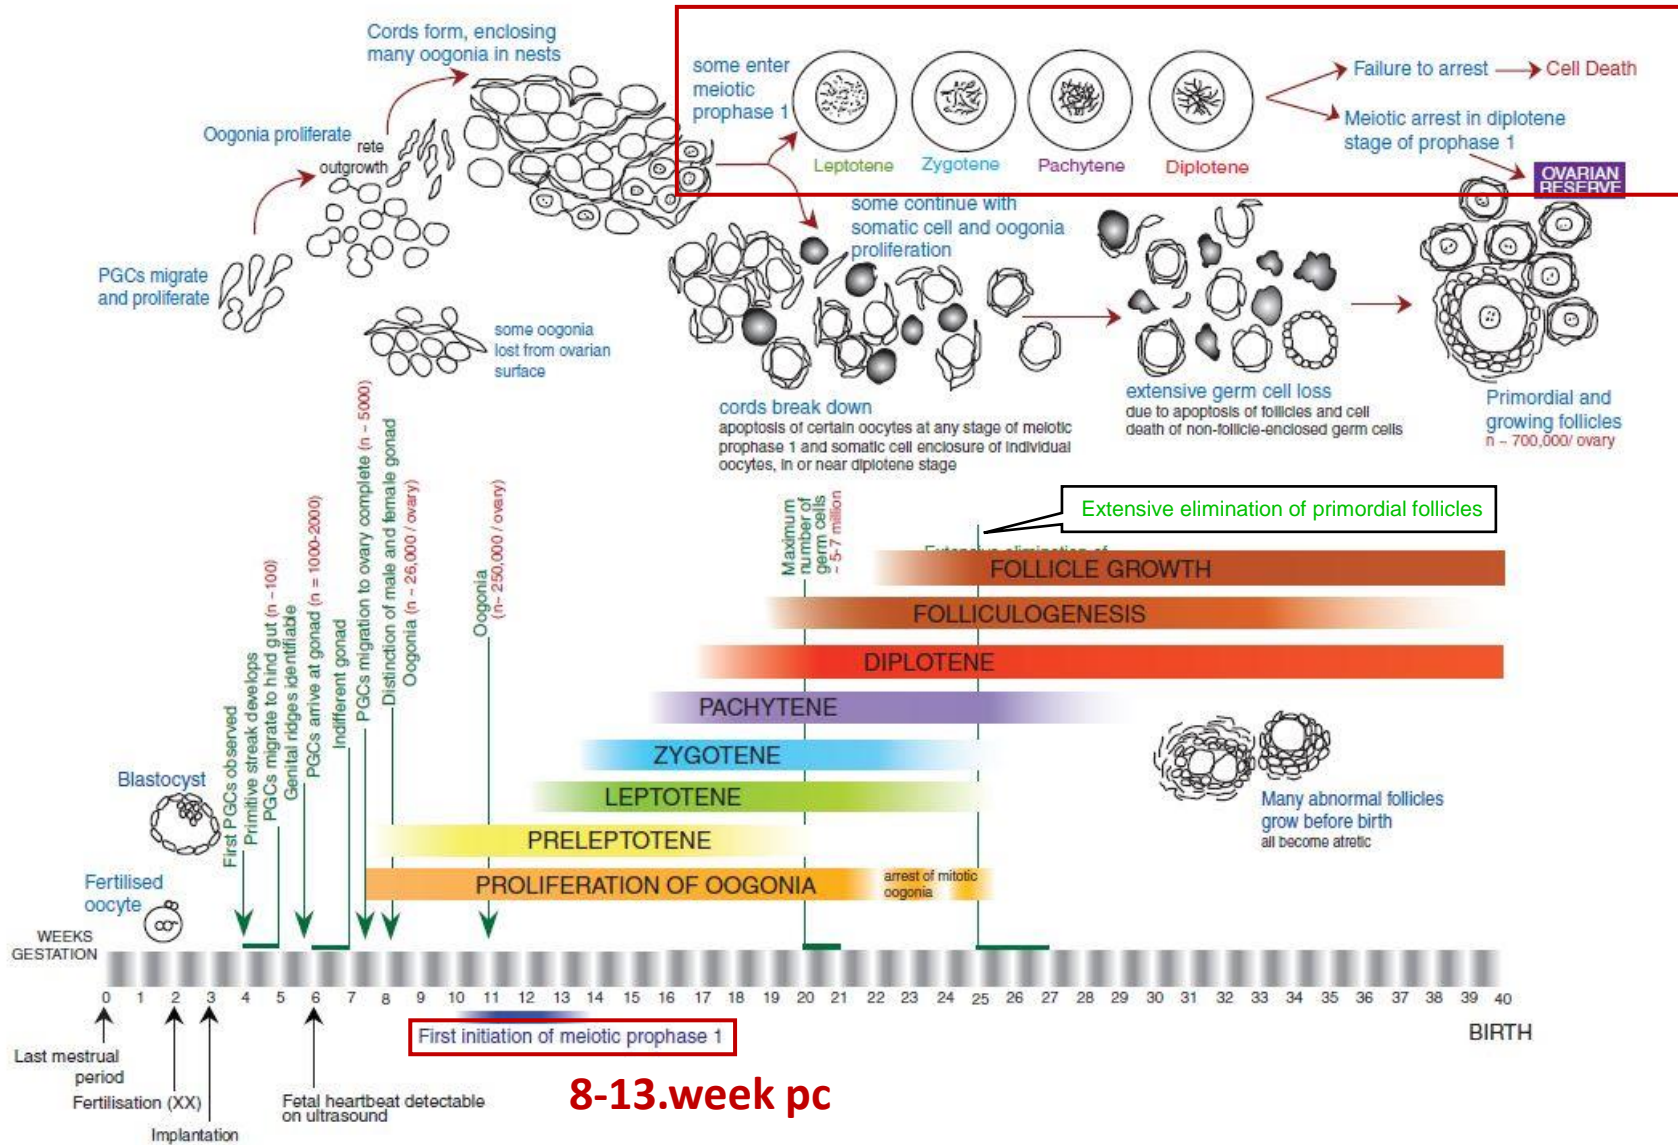 Cords form, enclosing
many oogonia in nests
some enter
meiotic
prophase 1
Failure to arrest
Cell Death
Meiotic arrest in diplotene
stage of prophase 1
Leptotene
Zygotene
Pachytene
Diplotene
OVARIAN
RESERVE
Oogonia proliferate
rete
outgrowth
some continue with
somatic cell and oogonia
proliferation
PGCs migrate
and proliferate
some oogonia
lost from ovarian
surface
cords break down
apoptosis of certain oocytes at any stage of meiotic
prophase 1 and somatic cell enclosure of individual
oocytes, in or near diplotene stage
extensive germ cell loss
due to apoptosis of follicles and cell
death of non-follicle-enclosed germ cells
Primordial and
growing follicles
n ~ 700,000/ ovary
First PGCs observed
Primitive streak develops
PGCs migrate to hind gut (n ~100)
Genital ridges identifiable
PGCs arrive at gonad (n = 1000-2000)
Indifferent gonad
PGCs migration to ovary complete (n ~ 5000)
Distinction of male and female gonad
Oogonia (n ~ 26,000 / ovary)
Oogonia
(n~ 250,000 / ovary)
Maximum
number of
germ cells
~ 5-7 million
Extensive elimination of primordial follicles
Extensive elimination of
FOLLICLE GROWTH
FOLLICULOGENESIS
DIPLOTENE
PACHYTENE
ZYGOTENE
LEPTOTENE
PRELEPTOTENE
PROLIFERATION OF OOGONIA
arrest of mitotic
oogonia
Many abnormal follicles
grow before birth
all become atretic
Blastocyst
Fertilised
oocyte
WEEKS
GESTATION
0 1 2 3 4 5 6 7 8 9 10 11 12 13 14 15 16 17 18 19 20 21 22 23 24 25 26 27 28 29 30 31 32 33 34 35 36 37 38 39 40
First initiation of meiotic prophase 1
BIRTH
Last mestrual
period
Fertilisation (XX)
Implantation
Fetal heartbeat detectable
on ultrasound
8-13.week pc